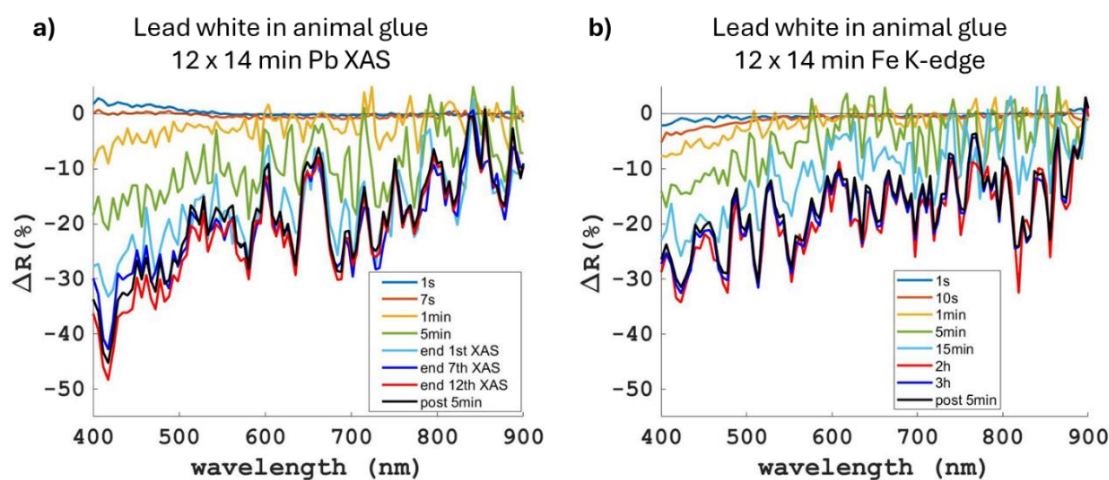 a) Lead white in animal glue
12 x 14 min Pb XAS
0
-10
-20
-30
-40
-50
ΔR(%)
1s
7s
1min
5min
end 1st XAS
end 7th XAS
end 12th XAS
post 5min
400 500 600 700 800 900
wavelength (nm)
b) Lead white in animal glue
12 x 14 min Fe K-edge
0
-10
-20
-30
-40
-50
ΔR(%)
1s
10s
1min
5min
15min
2h
3h
post 5min
400 500 600 700 800 900
wavelength (nm)